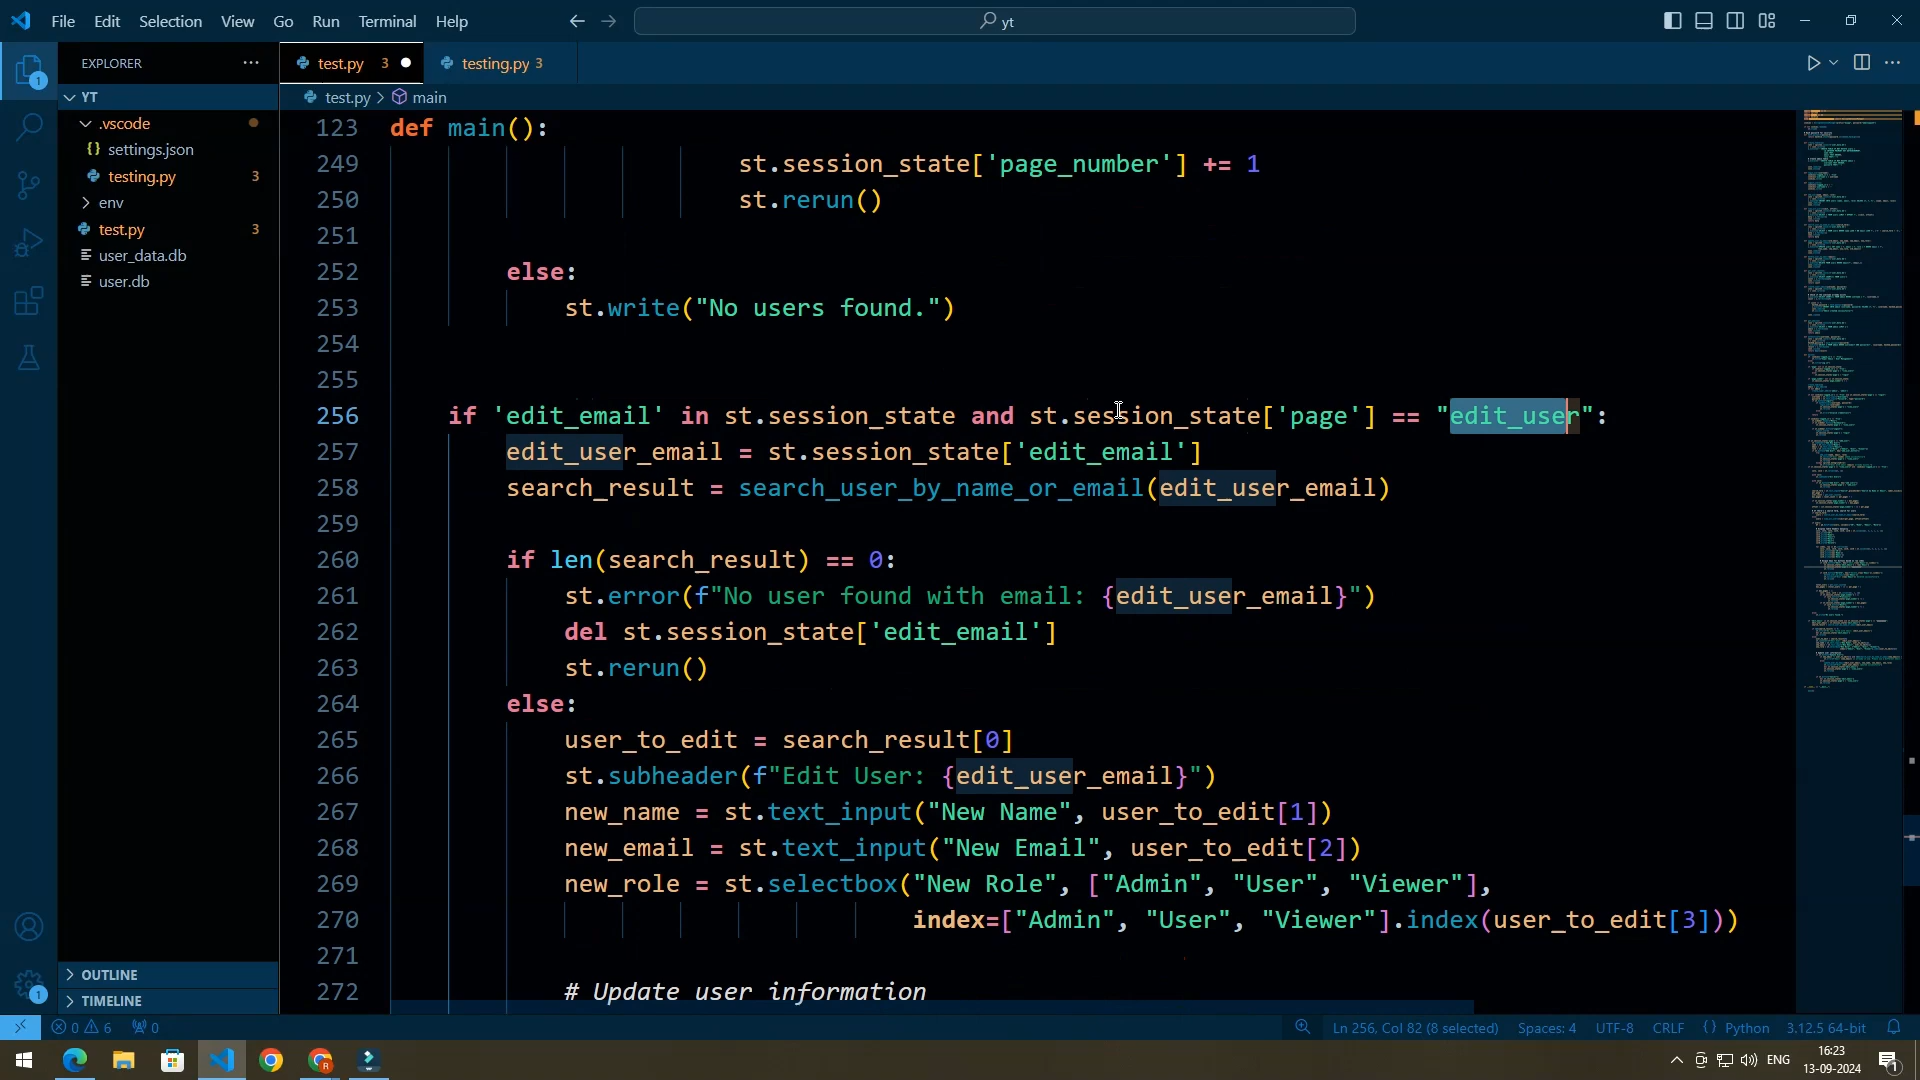 File Edit Selection View Go Run Terminal Help
yt
EXPLORER
test.py 3
testing.py 3
YT
test.py > main
.vscode
settings.json
testing.py 3
env
test.py 3
user_data.db
user.db
123 def main():
249 st.session_state['page_number'] += 1
250 st.rerun()
251
252 else:
253 st.write("No users found.")
254
255
256 if 'edit_email' in st.session_state and st.session_state['page'] == "edit_user":
257 edit_user_email = st.session_state['edit_email']
258 search_result = search_user_by_name_or_email(edit_user_email)
259
260 if len(search_result) == 0:
261 st.error(f"No user found with email: {edit_user_email}")
262 del st.session_state['edit_email']
263 st.rerun()
264 else:
265 user_to_edit = search_result[0]
266 st.subheader(f"Edit User: {edit_user_email}")
267 new_name = st.text_input("New Name", user_to_edit[1])
268 new_email = st.text_input("New Email", user_to_edit[2])
269 new_role = st.selectbox("New Role", ["Admin", "User", "Viewer"],
270 index=["Admin", "User", "Viewer"].index(user_to_edit[3]))
271
272 # Update user information
OUTLINE
TIMELINE
1
1
0 6 0
Ln 256, Col 82 (8 selected) Spaces: 4 UTF-8 CRLF Python 3.12.5 64-bit
ENG
16:23
13-09-2024
1